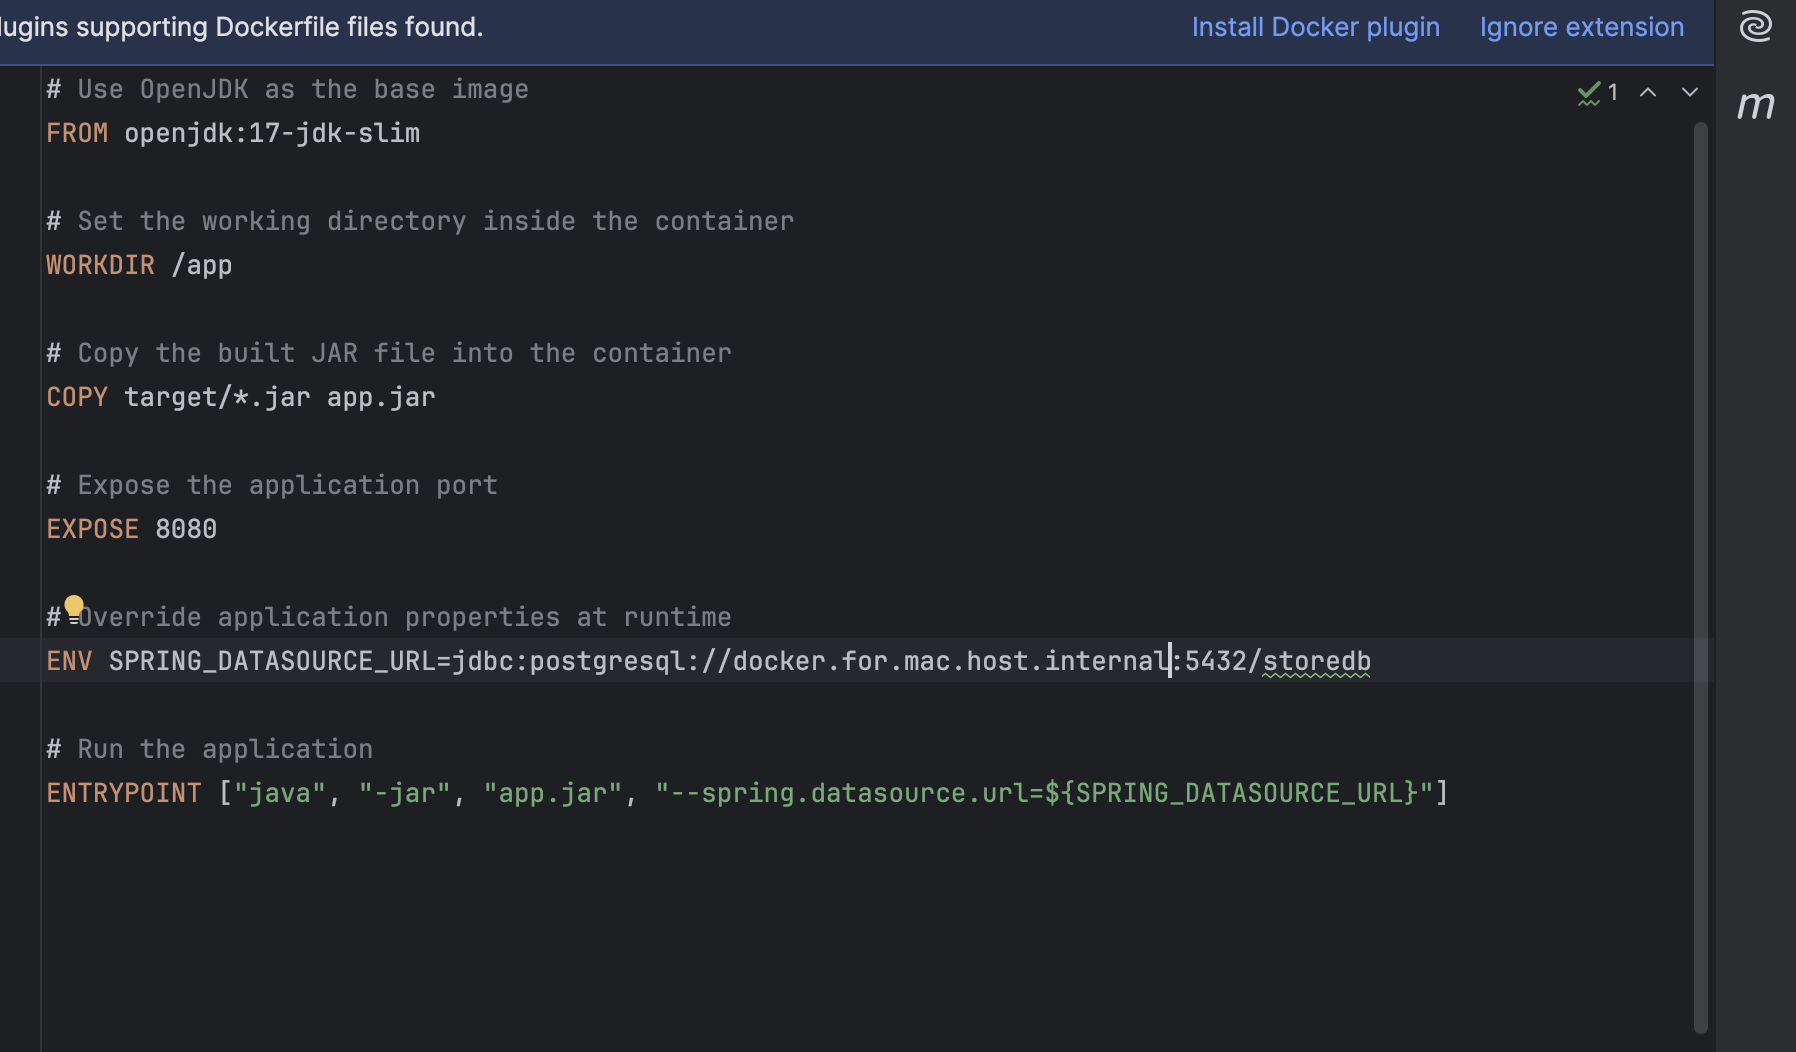 lugins supporting Dockerfile files found. Install Docker plugin Ignore extension
# Use OpenJDK as the base image
FROM openjdk:17-jdk-slim
# Set the working directory inside the container
WORKDIR /app
# Copy the built JAR file into the container
COPY target/*.jar app.jar
# Expose the application port
EXPOSE 8080
# Override application properties at runtime
ENV SPRING_DATASOURCE_URL=jdbc:postgresql://docker.for.mac.host.internal:5432/storedb
# Run the application
ENTRYPOINT ["java", "-jar", "app.jar", "--spring.datasource.url=${SPRING_DATASOURCE_URL}"]
1
m